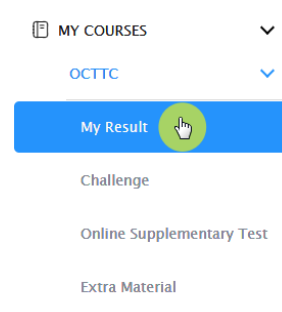 MY COURSES
OCTTC
My Result
Challenge
Online Supplementary Test
Extra Material